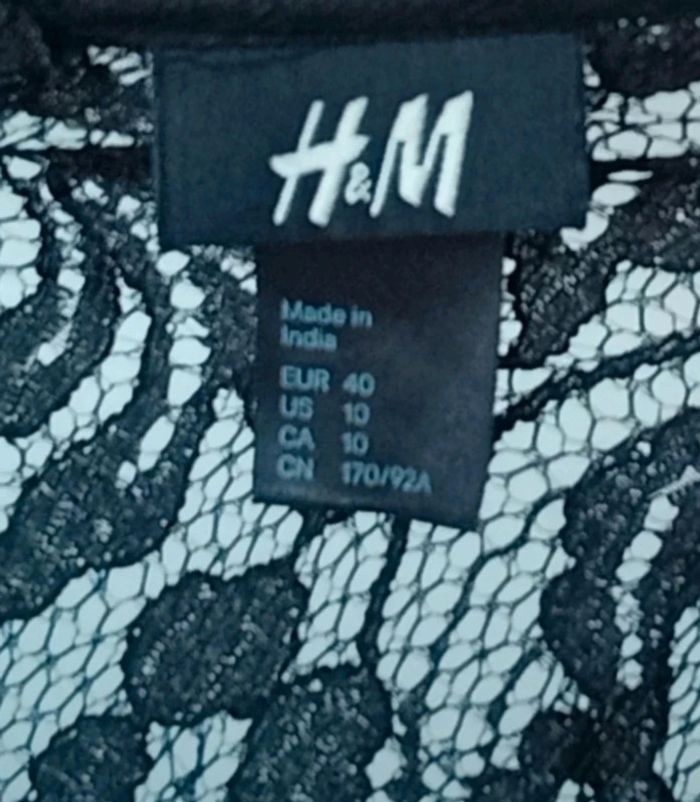 H&M
Made in
India
EUR 40
US 10
CA 10
CN 170/92A